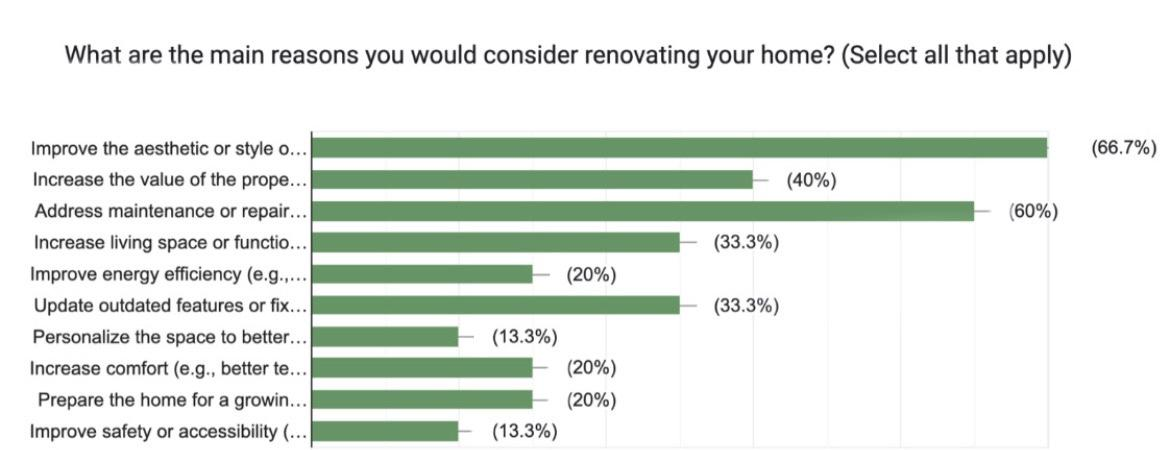 What are the main reasons you would consider renovating your home? (Select all that apply)
Improve the aesthetic or style o... (66.7%)
Increase the value of the prope... (40%)
Address maintenance or repair... (60%)
Increase living space or functio... (33.3%)
Improve energy efficiency (e.g.,... (20%)
Update outdated features or fix... (33.3%)
Personalize the space to better... (13.3%)
Increase comfort (e.g., better te... (20%)
Prepare the home for a growin... (20%)
Improve safety or accessibility (... (13.3%)